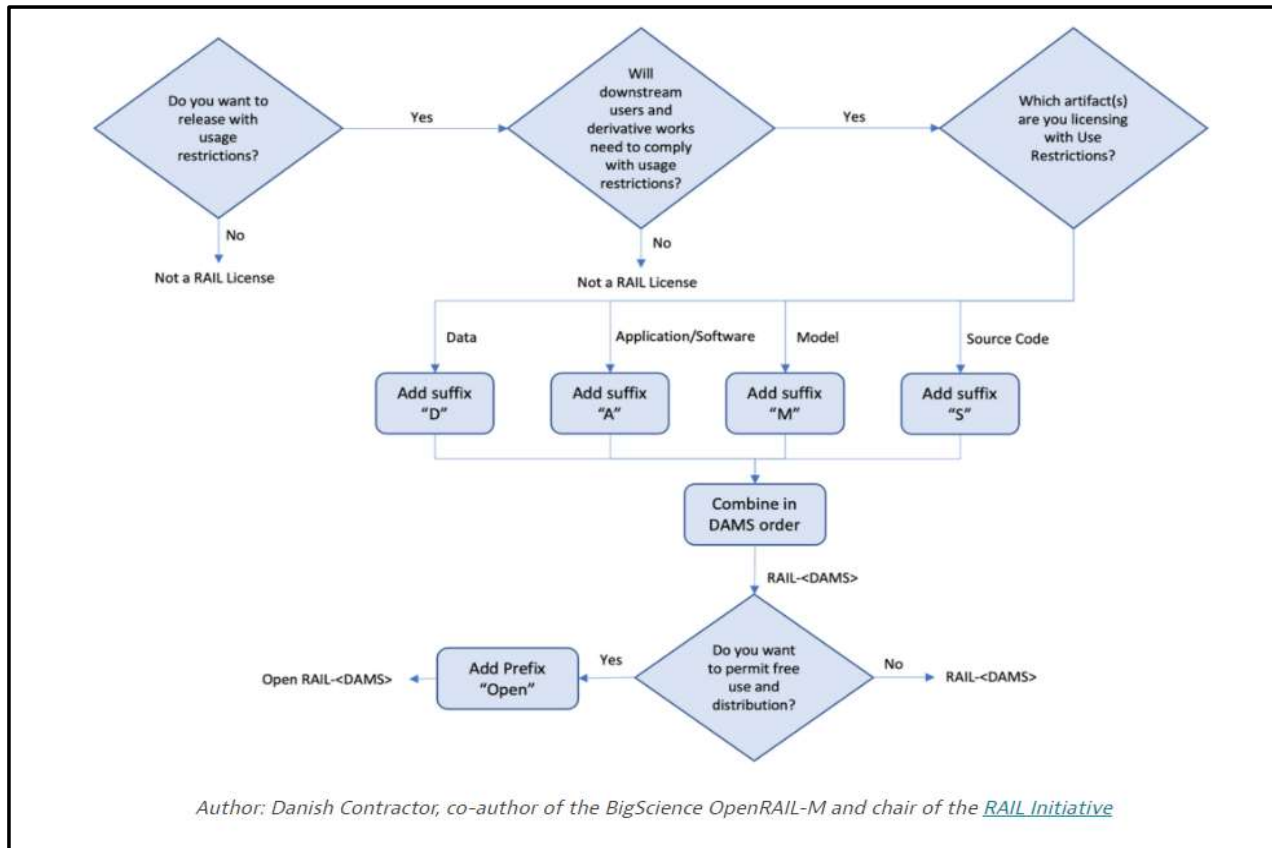 Do you want to
release with
usage
restrictions?
Yes
Will
downstream
users and
derivative works
need to comply
with usage
restrictions?
Yes
Which artifact(s)
are you licensing
with Use
Restrictions?
No
Not a RAIL License
No
Not a RAIL License
Data
Application/Software
Model
Source Code
Add suffix
“D”
Add suffix
“A”
Add suffix
“M”
Add suffix
“S”
Combine in
DAMS order
RAIL-<DAMS>
Do you want
to permit free
use and
distribution?
Yes
Add Prefix
“Open”
Open RAIL-<DAMS>
No
RAIL-<DAMS>
Author: Danish Contractor, co-author of the BigScience OpenRAIL-M and chair of the RAIL Initiative